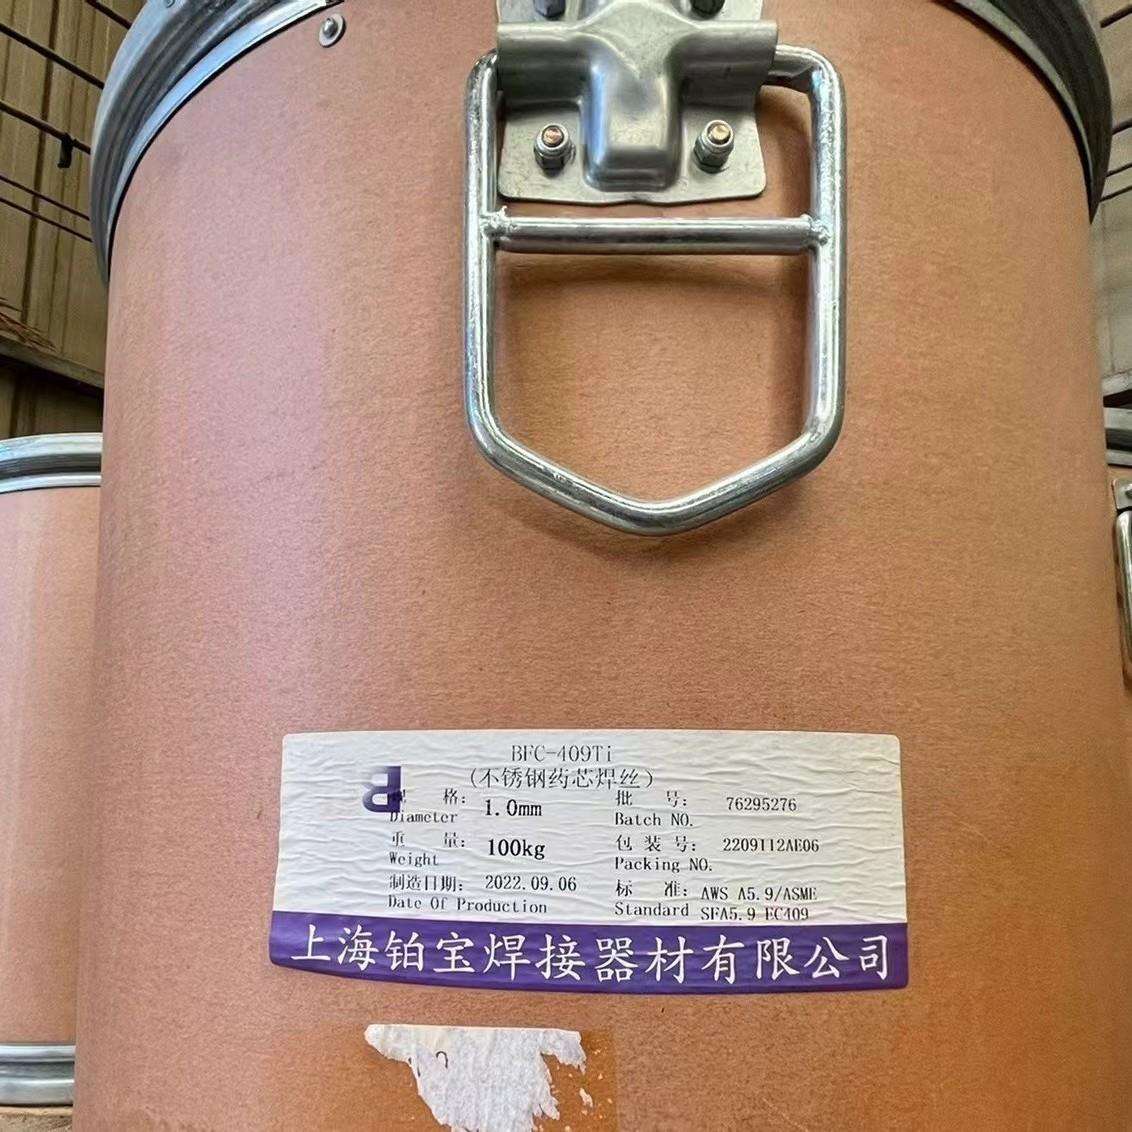 BFC-409Ti
(不锈钢药芯焊丝)
格: 1.0mm 批 号: 76295276
Diameter Batch NO.
重 量: 100kg 包 装 号: 2209112AE06
Weight Packing NO.
制造日期: 2022.09.06 标 准: AWS A5.9/ASME
Date Of Production Standard SFA5.9 EC409
上海铂宝焊接器材有限公司